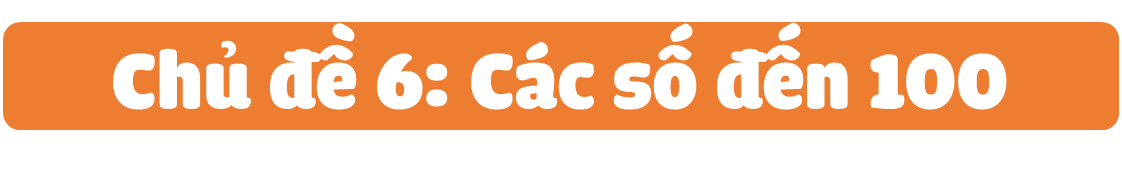 Chủ đề 6: Các số đến 100